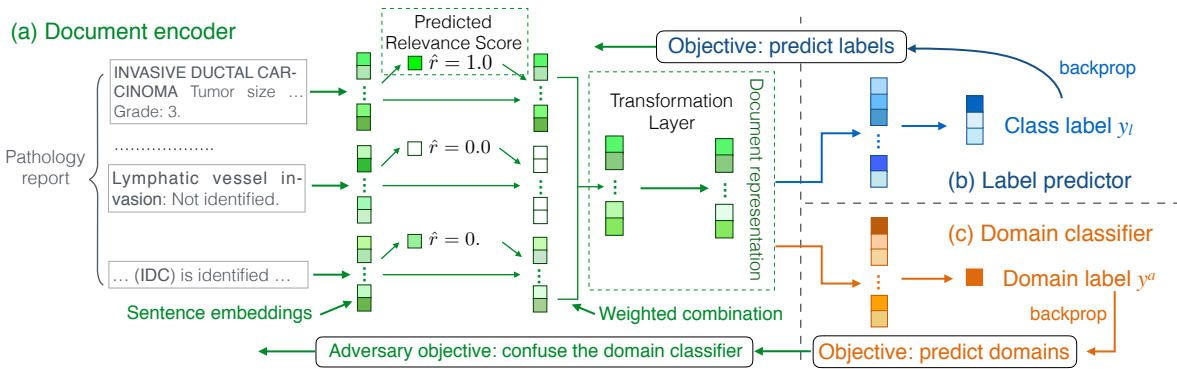 (a) Document encoder
Predicted
Relevance Score
r̂ = 1.0
Objective: predict labels
backprop
INVASIVE DUCTAL CAR-
CINOMA Tumor size ...
Grade: 3.
...................
Pathology
report
Lymphatic vessel in-
vasion: Not identified.
r̂ = 0.0
... (IDC) is identified ...
r̂ = 0.
Sentence embeddings
Weighted combination
Transformation
Layer
Document representation
Class label y_l
(b) Label predictor
(c) Domain classifier
Domain label y^a
backprop
Adversary objective: confuse the domain classifier
Objective: predict domains